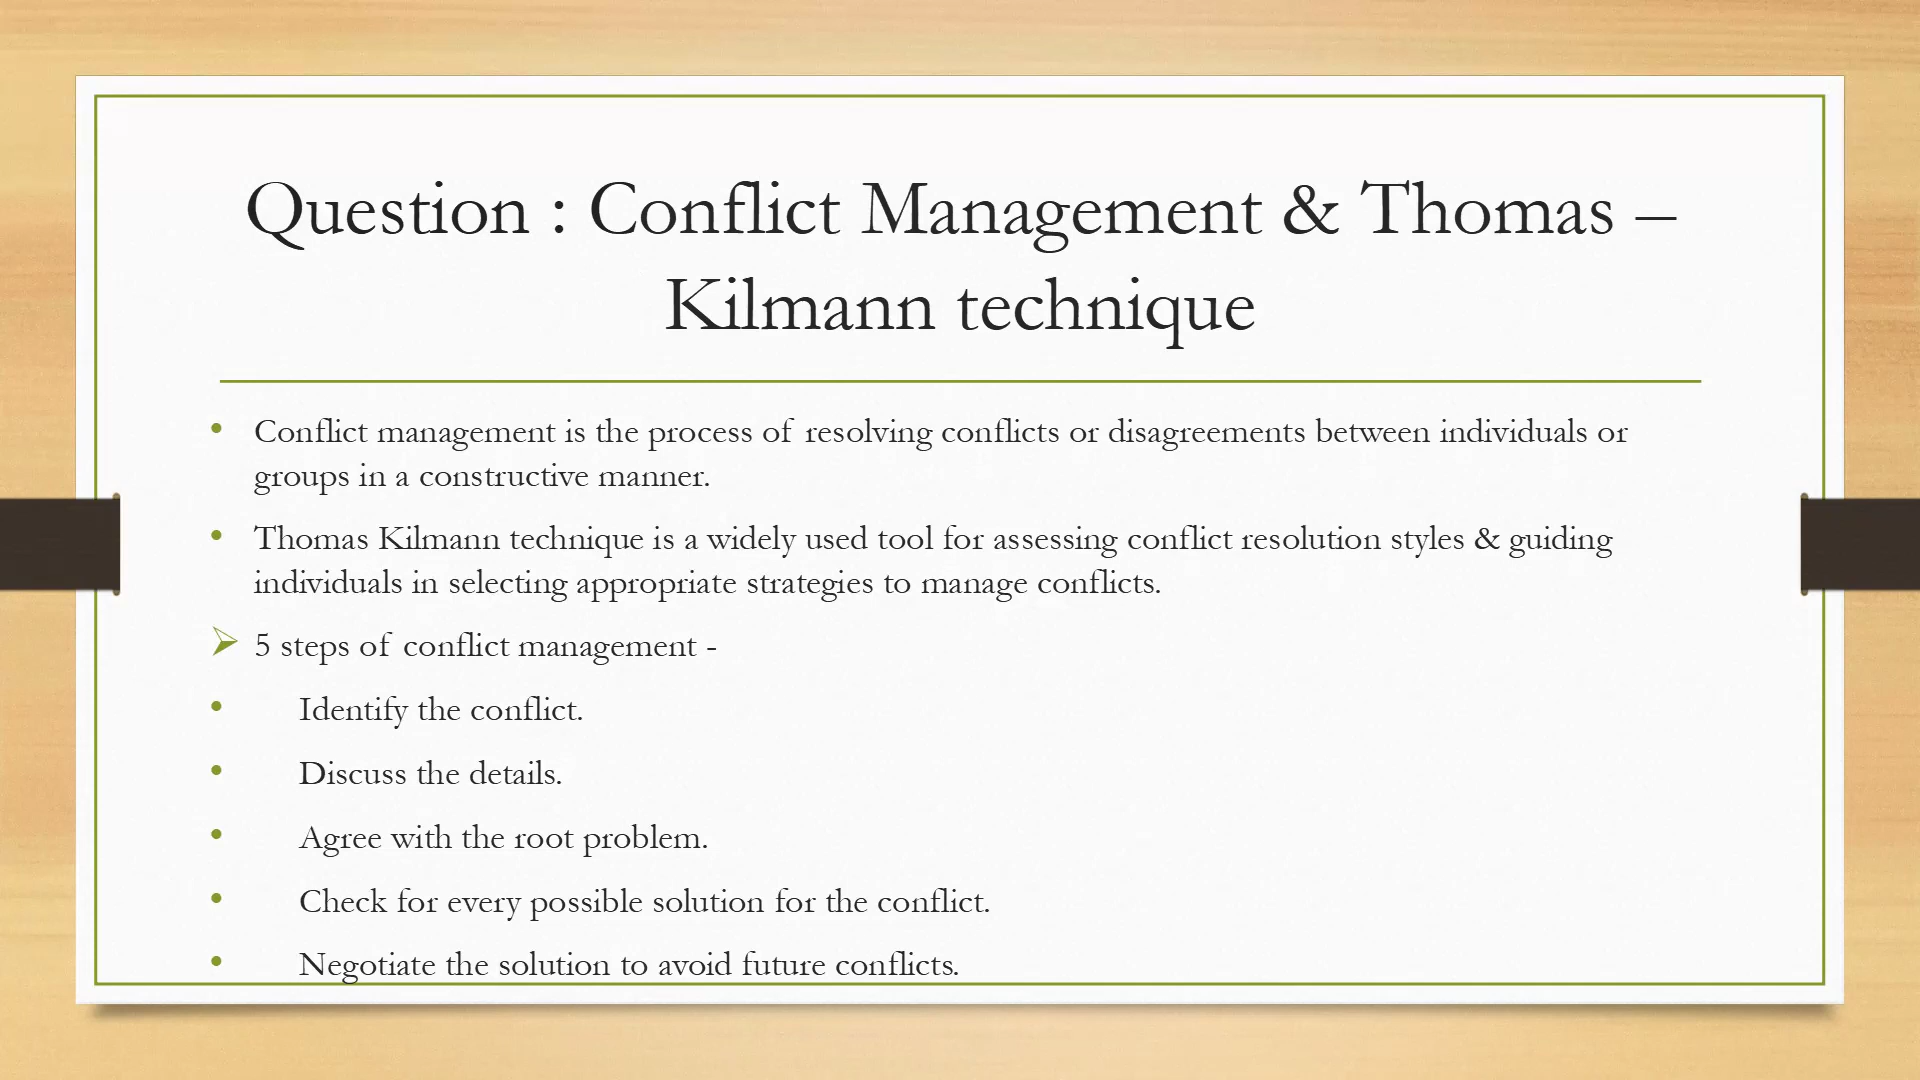 Question : Conflict Management & Thomas –
Kilmann technique
• Conflict management is the process of resolving conflicts or disagreements between individuals or
groups in a constructive manner.
• Thomas Kilmann technique is a widely used tool for assessing conflict resolution styles & guiding
individuals in selecting appropriate strategies to manage conflicts.
➢ 5 steps of conflict management -
• Identify the conflict.
• Discuss the details.
• Agree with the root problem.
• Check for every possible solution for the conflict.
• Negotiate the solution to avoid future conflicts.